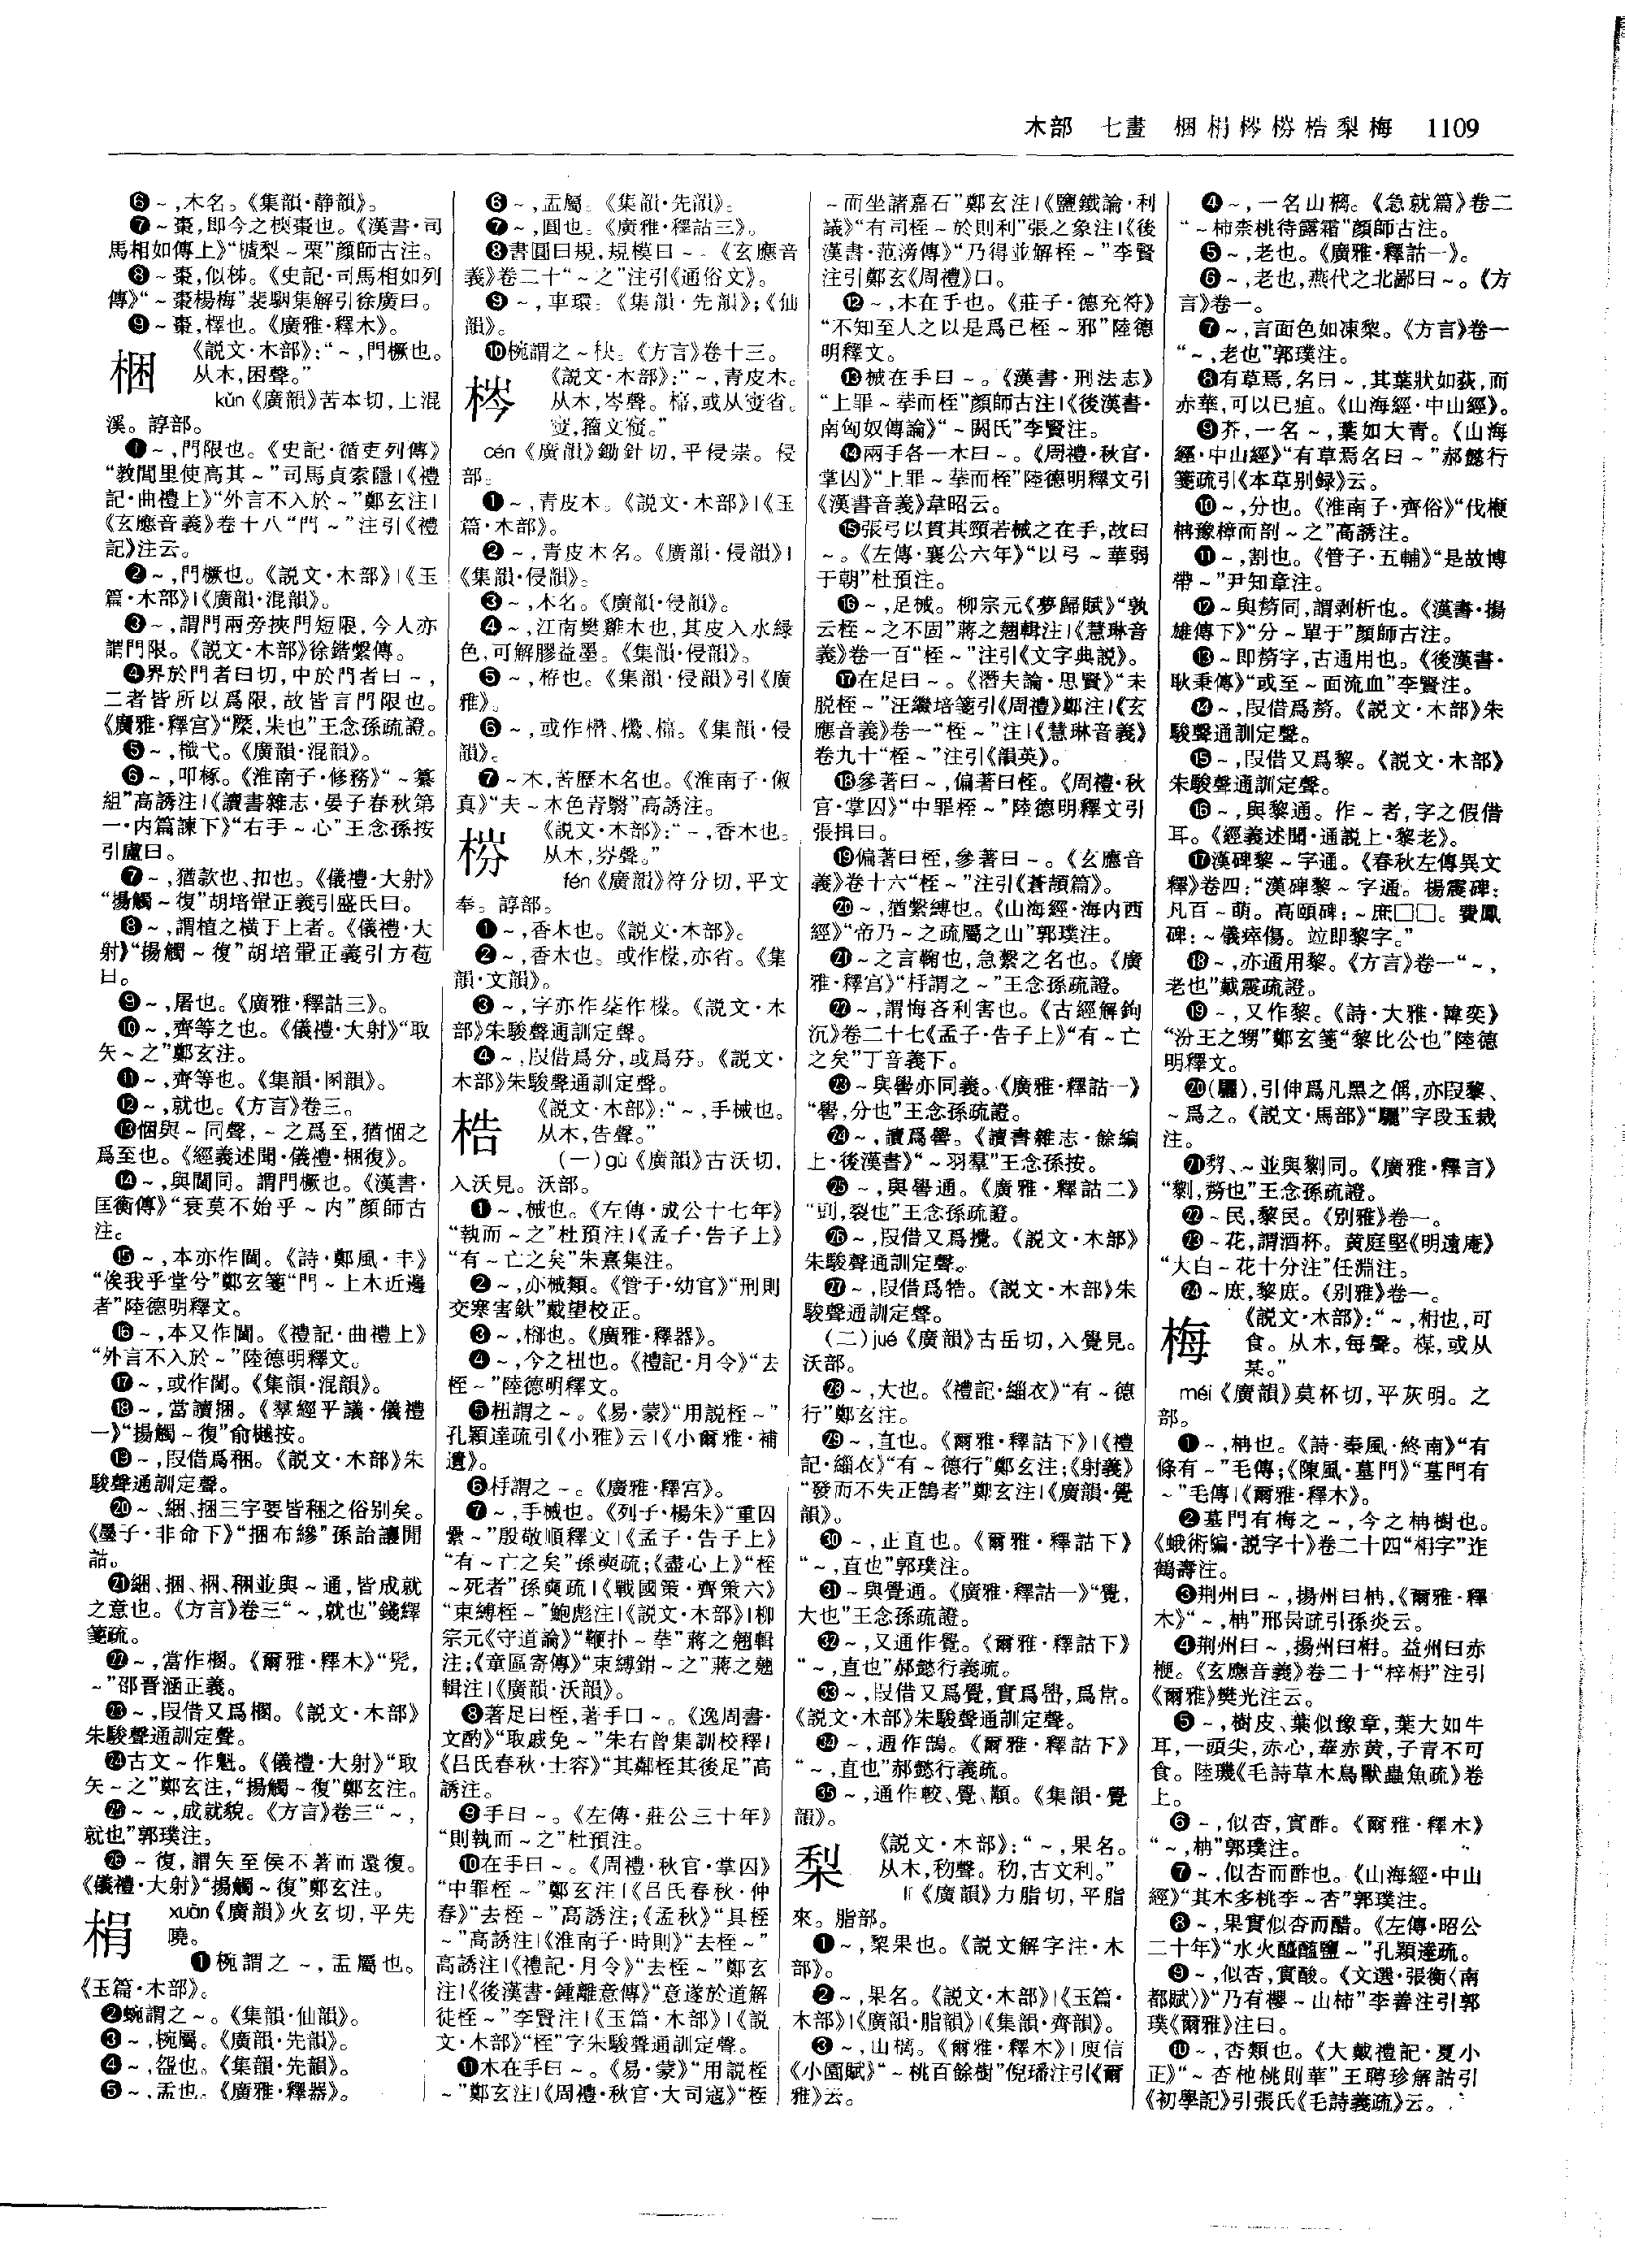 木部　七畫　梱梋梣棻梏梨梅　1109
❻～,木名。《集韻·静韻》。
❼～棗,即今之梬棗也。《漢書·司
馬相如傳上》“樝梨～栗”顔師古注。
❽～棗,似柹。《史記·司馬相如列
傳》“～棗楊梅”裴駰集解引徐廣曰。
❾～棗,檡也。《廣雅·釋木》。
梱
《説文·木部》:“～,門橛也。
从木,困聲。”
kǔn《廣韻》苦本切,上混
溪。諄部。
❶～,門限也。《史記·循吏列傳》
“教閭里使高其～”司馬貞索隱|《禮
記·曲禮上》“外言不入於～”鄭玄注|
《玄應音義》卷十八“門～”注引《禮
記》注云。
❷～,門橛也。《説文·木部》|《玉
篇·木部》|《廣韻·混韻》。
❸～,謂門兩旁挾門短限,今人亦
謂門限。《説文·木部》徐鍇繫傳。
❹界於門者曰切,中於門者曰～,
二者皆所以爲限,故皆言門限也。
《廣雅·釋宫》“橜,朱也”王念孫疏證。
❺～,橶弋。《廣韻·混韻》。
❻～,叩椓。《淮南子·修務》“～纂
組”高誘注|《讀書雜志·晏子春秋第
一·内篇諫下》“右手～心”王念孫按
引盧曰。
❼～,猶款也、扣也。《儀禮·大射》
“揚觸～復”胡培翬正義引盛氏曰。
❽～,謂植之橫于上者。《儀禮·大
射》“揚觸～復”胡培翬正義引方苞
曰。
❾～,屠也。《廣雅·釋詁三》。
❿～,齊等之也。《儀禮·大射》“取
矢～之”鄭玄注。
⓫～,齊等也。《集韻·圂韻》。
⓬～,就也。《方言》卷三。
⓭悃與～同聲,～之爲至,猶悃之
爲至也。《經義述聞·儀禮·梱復》。
⓮～,與閫同。謂門橛也。《漢書·
匡衡傳》“衰莫不始乎～内”顔師古
注。
⓯～,本亦作閫。《詩·鄭風·丰》
“俟我乎堂兮”鄭玄箋“門～上木近邊
者”陸德明釋文。
⓰～,本又作閫。《禮記·曲禮上》
“外言不入於～”陸德明釋文。
⓱～,或作閫。《集韻·混韻》。
⓲～,當讀捆。《羣經平議·儀禮
一》“揚觸～復”俞樾按。
⓳～,叚借爲稇。《説文·木部》朱
駿聲通訓定聲。
⓴～、綑、捆三字要皆稇之俗别矣。
《墨子·非命下》“捆布縿”孫詒讓閒
詁。
㉑綑、捆、裍、稇並與～通,皆成就
之意也。《方言》卷三“～,就也”錢繹
箋疏。
㉒～,當作棞。《爾雅·釋木》“髠,
～”邵晋涵正義。
㉓～,叚借又爲棞。《説文·木部》
朱駿聲通訓定聲。
㉔古文～作魁。《儀禮·大射》“取
矢～之”鄭玄注,“揚觸～復”鄭玄注。
㉕～～,成就貌。《方言》卷三“～,
就也”郭璞注。
㉖～復,謂矢至侯不著而還復。
《儀禮·大射》“揚觸～復”鄭玄注。
梋
xuān《廣韻》火玄切,平先
曉。
❶椀謂之～,盂屬也。
《玉篇·木部》。
❷䖤謂之～。《集韻·仙韻》。
❸～,椀屬。《廣韻·先韻》。
❹～,盌也。《廣韻·先韻》。
❺～,盂也。《廣雅·釋器》。
❻～,盂屬。《集韻·先韻》。
❼～,圓也。《廣雅·釋詁三》。
❽書圓曰規,規模曰～。《玄應音
義》卷二十“～之”注引《通俗文》。
❾～,車環。《集韻·先韻》;《仙
韻》。
❿椀謂之～柍。《方言》卷十三。
梣
《説文·木部》:“～,青皮木。
从木,岑聲。㯲,或从㝲省。
㝲,籀文寑。”
cén《廣韻》鋤針切,平侵崇。侵
部。
❶～,青皮木。《説文·木部》|《玉
篇·木部》。
❷～,青皮木名。《廣韻·侵韻》|
《集韻·侵韻》。
❸～,木名。《廣韻·侵韻》。
❹～,江南樊雞木也,其皮入水緑
色,可解膠益墨。《集韻·侵韻》。
❺～,梣也。《集韻·侵韻》引《廣
雅》。
❻～,或作㯲。《集韻·侵
韻》。
❼～木,苦歷木名也。《淮南子·俶
真》“夫～木色青翳”高誘注。
梤
《説文·木部》:“～,香木也。
从木,岎聲。”
fén《廣韻》符分切,平文
奉。諄部。
❶～,香木也。《説文·木部》。
❷～,香木也。或作棻,亦省。《集
韻·文韻》。
❸～,字亦作棻作橠。《説文·木
部》朱駿聲通訓定聲。
❹～,叚借爲分,或爲芬。《説文·
木部》朱駿聲通訓定聲。
梏
《説文·木部》:“～,手械也。
从木,告聲。”
(一)gù《廣韻》古沃切,
入沃見。沃部。
❶～,械也。《左傳·成公十七年》
“執而～之”杜預注|《孟子·告子上》
“有～亡之矣”朱熹集注。
❷～,亦械類。《管子·幼官》“刑則
交寒害釱”戴望校正。
❸～,㭱也。《廣雅·釋器》。
❹～,今之杻也。《禮記·月令》“去
桎～”陸德明釋文。
❺杻謂之～。《易·蒙》“用説桎～”
孔穎達疏引《小雅》云|《小爾雅·補
遺》。
❻杽謂之～。《廣雅·釋宫》。
❼～,手械也。《列子·楊朱》“重囚
纍～”殷敬順釋文|《孟子·告子上》
“有～亡之矣”孫奭疏;《盡心上》“桎
～死者”孫奭疏|《戰國策·齊策六》
“束縛桎～”鮑彪注|《説文·木部》|柳
宗元《守道論》“鞭扑～拲”蔣之翹輯
注;《童區寄傳》“束縛鉗～之”蔣之翹
輯注|《廣韻·沃韻》。
❽著足曰桎,著手曰～。《逸周書·
文酌》“取戚免～”朱右曾集訓校釋|
《吕氏春秋·士容》“其鄰桎其後足”高
誘注。
❾手曰～。《左傳·莊公三十年》
“則執而～之”杜預注。
❿在手曰～。《周禮·秋官·掌囚》
“中罪桎～”鄭玄注|《吕氏春秋·仲
春》“去桎～”高誘注;《孟秋》“具桎
～”高誘注|《淮南子·時則》“去桎～”
高誘注|《禮記·月令》“去桎～”鄭玄
注|《後漢書·鍾離意傳》“意遂於道解
徒桎～”李賢注|《玉篇·木部》|《説
文·木部》“桎”字朱駿聲通訓定聲。
⓫木在手曰～。《易·蒙》“用説桎
～”鄭玄注|《周禮·秋官·大司寇》“桎
～而坐諸嘉石”鄭玄注|《鹽鐵論·利
議》“有司桎～於則利”張之象注|《後
漢書·范滂傳》“乃得並解桎～”李賢
注引鄭玄《周禮》曰。
⓬～,木在手也。《莊子·德充符》
“不知至人之以是爲己桎～邪”陸德
明釋文。
⓭械在手曰～。《漢書·刑法志》
“上罪～拲而桎”顔師古注|《後漢書·
南匈奴傳論》“～閼氏”李賢注。
⓮兩手各一木曰～。《周禮·秋官·
掌囚》“上罪～拲而桎”陸德明釋文引
《漢書音義》韋昭云。
⓯張弓以貫其頸若械之在手,故曰
～。《左傳·襄公六年》“以弓～華弱
于朝”杜預注。
⓰～,足械。柳宗元《夢歸賦》“孰
云桎～之不固”蔣之翹輯注|《慧琳音
義》卷一百“桎～”注引《文字典説》。
⓱在足曰～。《潛夫論·思賢》“未
脱桎～”汪繼培箋引《周禮》鄭注|《玄
應音義》卷一“桎～”注|《慧琳音義》
卷九十“桎～”注引《韻英》。
⓲參著曰～,偏著曰桎。《周禮·秋
官·掌囚》“中罪桎～”陸德明釋文引
張揖曰。
⓳偏著曰桎,參著曰～。《玄應音
義》卷十六“桎～”注引《蒼頡篇》。
⓴～,猶繫縛也。《山海經·海内西
經》“帝乃～之疏屬之山”郭璞注。
㉑～之言鞠也,急繫之名也。《廣
雅·釋宫》“杽謂之～”王念孫疏證。
㉒～,謂悔吝利害也。《古經解鉤
沉》卷二十七《孟子·告子上》“有～亡
之矣”丁音義下。
㉓～與嚳亦同義。《廣雅·釋詁一》
“嚳,分也”王念孫疏證。
㉔～,讀爲嚳。《讀書雜志·餘編
上·後漢書》“～羽羣”王念孫按。
㉕～,與嚳通。《廣雅·釋詁二》
“𠜂,裂也”王念孫疏證。
㉖～,叚借又爲攪。《説文·木部》
朱駿聲通訓定聲。
㉗～,叚借爲牿。《説文·木部》朱
駿聲通訓定聲。
(二)jué《廣韻》古岳切,入覺見。
沃部。
㉘～,大也。《禮記·緇衣》“有～德
行”鄭玄注。
㉙～,直也。《爾雅·釋詁下》|《禮
記·緇衣》“有～德行”鄭玄注;《射義》
“發而不失正鵠者”鄭玄注|《廣韻·覺
韻》。
㉚～,正直也。《爾雅·釋詁下》
“～,直也”郭璞注。
㉛～與覺通。《廣雅·釋詁一》“覺,
大也”王念孫疏證。
㉜～,又通作覺。《爾雅·釋詁下》
“～,直也”郝懿行義疏。
㉝～,叚借又爲覺,實爲嶨,爲喾。
《説文·木部》朱駿聲通訓定聲。
㉞～,通作鵠。《爾雅·釋詁下》
“～,直也”郝懿行義疏。
㉟～,通作較、覺、顜。《集韻·覺
韻》。
梨
《説文·木部》:“～,果名。
从木,𥝢聲。𥝢,古文利。”
lí《廣韻》力脂切,平脂
來。脂部。
❶～,棃果也。《説文解字注·木
部》。
❷～,果名。《説文·木部》|《玉篇·
木部》|《廣韻·脂韻》|《集韻·齊韻》。
❸～,山樆。《爾雅·釋木》|庾信
《小園賦》“～桃百餘樹”倪璠注引《爾
雅》云。
❹～,一名山樆。《急就篇》卷二
“～柿柰桃待露霜”顔師古注。
❺～,老也。《廣雅·釋詁一》。
❻～,老也,燕代之北鄙曰～。《方
言》卷一。
❼～,言面色如凍棃。《方言》卷一
“～,老也”郭璞注。
❽有草焉,名曰～,其葉狀如荻,而
赤華,可以已疽。《山海經·中山經》。
❾芥,一名～,葉如大青。《山海
經·中山經》“有草焉名曰～”郝懿行
箋疏引《本草别録》云。
❿～,分也。《淮南子·齊俗》“伐楩
柟豫樟而剖～之”高誘注。
⓫～,割也。《管子·五輔》“是故博
帶～”尹知章注。
⓬～與剺同,謂剥析也。《漢書·揚
雄傳下》“分～單于”顔師古注。
⓭～即剺字,古通用也。《後漢書·
耿秉傳》“或至～面流血”李賢注。
⓮～,叚借爲剺。《説文·木部》朱
駿聲通訓定聲。
⓯～,叚借又爲黎。《説文·木部》
朱駿聲通訓定聲。
⓰～,與黎通。作～者,字之假借
耳。《經義述聞·通説上·黎老》。
⓱漢碑黎～字通。《春秋左傳異文
釋》卷四:“漢碑黎～字通。楊震碑:
凡百～萌。高頤碑:～庶□□。費鳳
碑:～儀瘁傷。竝即黎字。”
⓲～,亦通用黎。《方言》卷一“～,
老也”戴震疏證。
⓳～,又作黎。《詩·大雅·韓奕》
“汾王之甥”鄭玄箋“黎比公也”陸德
明釋文。
⓴(驪),引伸爲凡黑之偁,亦叚黎、
～爲之。《説文·馬部》“驪”字段玉裁
注。
㉑剺、～並與劙同。《廣雅·釋言》
“劙,剺也”王念孫疏證。
㉒～民,黎民。《别雅》卷一。
㉓～花,謂酒杯。黄庭堅《明遠庵》
“大白～花十分注”任淵注。
㉔～庶,黎庶。《别雅》卷一。
梅
《説文·木部》:“～,枏也,可
食。从木,每聲。楳,或从
某。”
méi《廣韻》莫杯切,平灰明。之
部。
❶～,柟也。《詩·秦風·終南》“有
條有～”毛傳;《陳風·墓門》“墓門有
～”毛傳|《爾雅·釋木》。
❷墓門有梅之～,今之柟樹也。
《蛾術編·説字十》卷二十四“枏字”迮
鶴壽注。
❸荆州曰～,揚州曰柟,《爾雅·釋
木》“～,柟”邢昺疏引孫炎云。
❹荆州曰～,揚州曰枏。益州曰赤
楩。《玄應音義》卷二十“梓枏”注引
《爾雅》樊光注云。
❺～,樹皮、葉似豫章,葉大如牛
耳,一頭尖,赤心,華赤黄,子青不可
食。陸璣《毛詩草木鳥獸蟲魚疏》卷
上。
❻～,似杏,實酢。《爾雅·釋木》
“～,柟”郭璞注。
❼～,似杏而酢也。《山海經·中山
經》“其木多桃李～杏”郭璞注。
❽～,果實似杏而醋。《左傳·昭公
二十年》“水火醯醢鹽～”孔穎達疏。
❾～,似杏,實酸。《文選·張衡〈南
都賦〉》“乃有櫻～山柿”李善注引郭
璞《爾雅》注曰。
❿～,杏類也。《大戴禮記·夏小
正》“～杏杝桃則華”王聘珍解詁引
《初學記》引張氏《毛詩義疏》云。